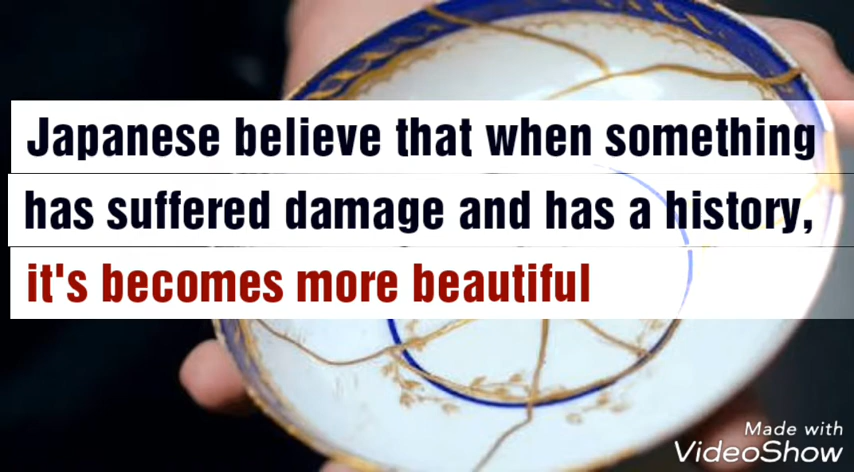 Japanese believe that when something
has suffered damage and has a history,
it's becomes more beautiful
Made with
VideoShow